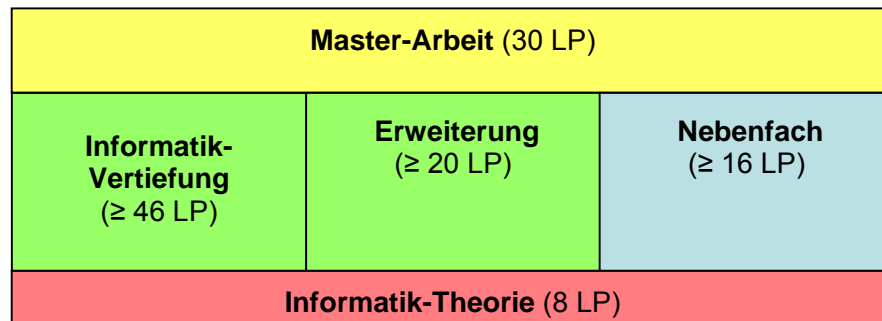 Master-Arbeit (30 LP)
Informatik-
Vertiefung
(≥ 46 LP)
Erweiterung
(≥ 20 LP)
Nebenfach
(≥ 16 LP)
Informatik-Theorie (8 LP)